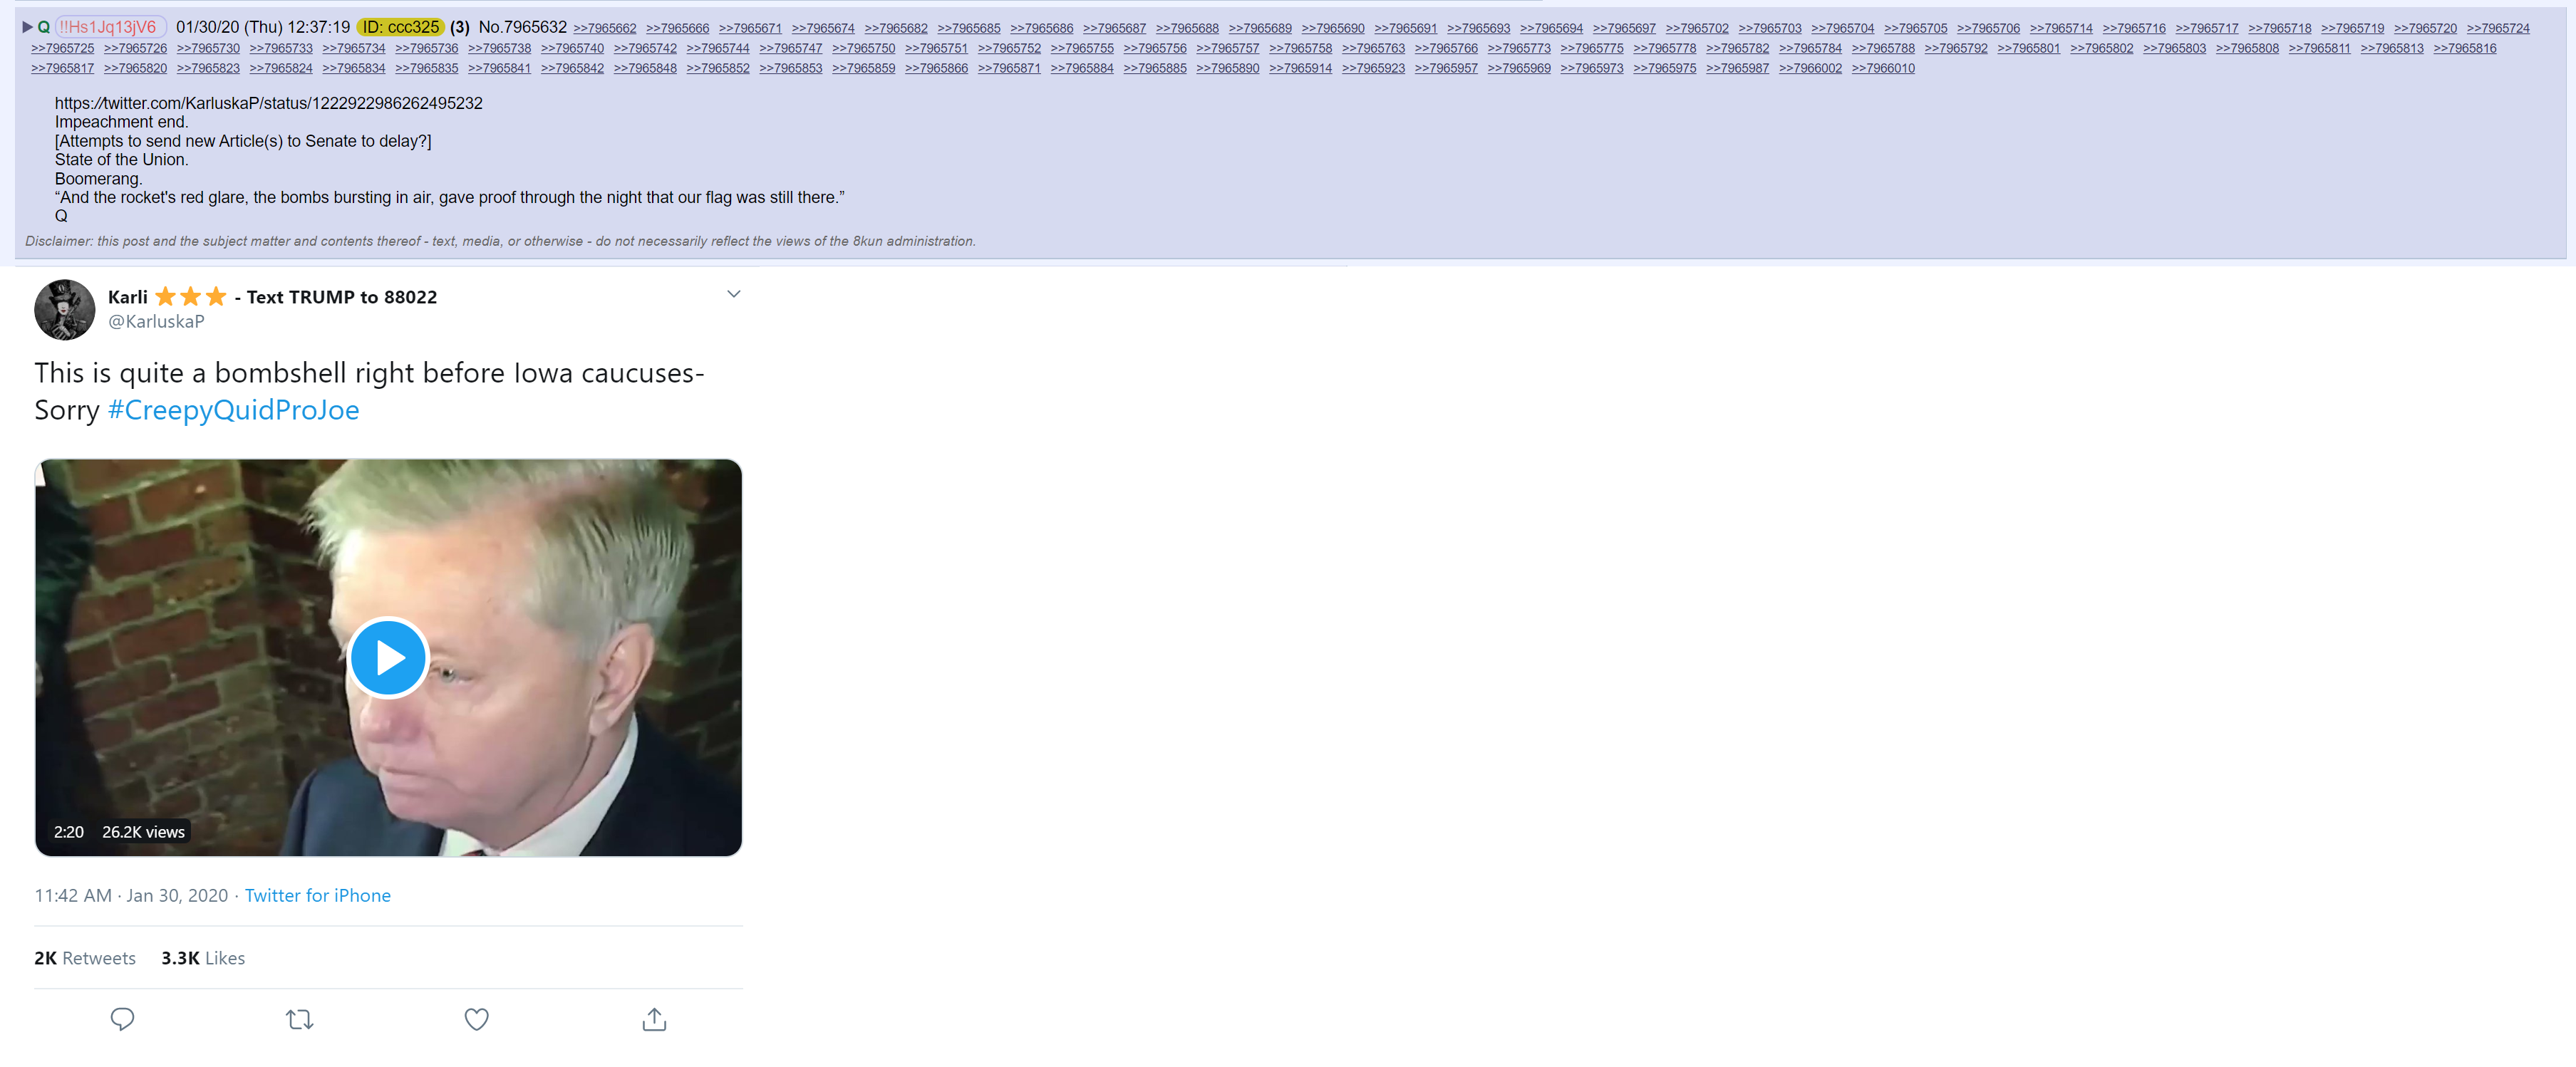 Q !!Hs1Jq13jV6 01/30/20 (Thu) 12:37:19 ID: ccc325 (3) No.7965632 >>7965662 >>7965666 >>7965671 >>7965674 >>7965682 >>7965685 >>7965686 >>7965687 >>7965688 >>7965689 >>7965690 >>7965691 >>7965693 >>7965694 >>7965697 >>7965702 >>7965703 >>7965704 >>7965705 >>7965706 >>7965714 >>7965716 >>7965717 >>7965718 >>7965719 >>7965720 >>7965724
>>7965725 >>7965726 >>7965730 >>7965733 >>7965734 >>7965736 >>7965738 >>7965740 >>7965742 >>7965744 >>7965747 >>7965750 >>7965751 >>7965752 >>7965755 >>7965756 >>7965757 >>7965758 >>7965763 >>7965766 >>7965773 >>7965775 >>7965778 >>7965782 >>7965784 >>7965788 >>7965792 >>7965801 >>7965802 >>7965803 >>7965808 >>7965811 >>7965813 >>7965816
>>7965817 >>7965820 >>7965823 >>7965824 >>7965834 >>7965835 >>7965841 >>7965842 >>7965848 >>7965852 >>7965853 >>7965859 >>7965866 >>7965871 >>7965884 >>7965885 >>7965890 >>7965914 >>7965923 >>7965957 >>7965969 >>7965973 >>7965975 >>7965987 >>7966002 >>7966010
https://twitter.com/KarluskaP/status/1222922986262495232
Impeachment end.
[Attempts to send new Article(s) to Senate to delay?]
State of the Union.
Boomerang.
“And the rocket's red glare, the bombs bursting in air, gave proof through the night that our flag was still there.”
Q
Disclaimer: this post and the subject matter and contents thereof - text, media, or otherwise - do not necessarily reflect the views of the 8kun administration.
Karli ⭐⭐⭐ - Text TRUMP to 88022
@KarluskaP
This is quite a bombshell right before Iowa caucuses-
Sorry #CreepyQuidProJoe
2:20 26.2K views
11:42 AM · Jan 30, 2020 · Twitter for iPhone
2K Retweets 3.3K Likes